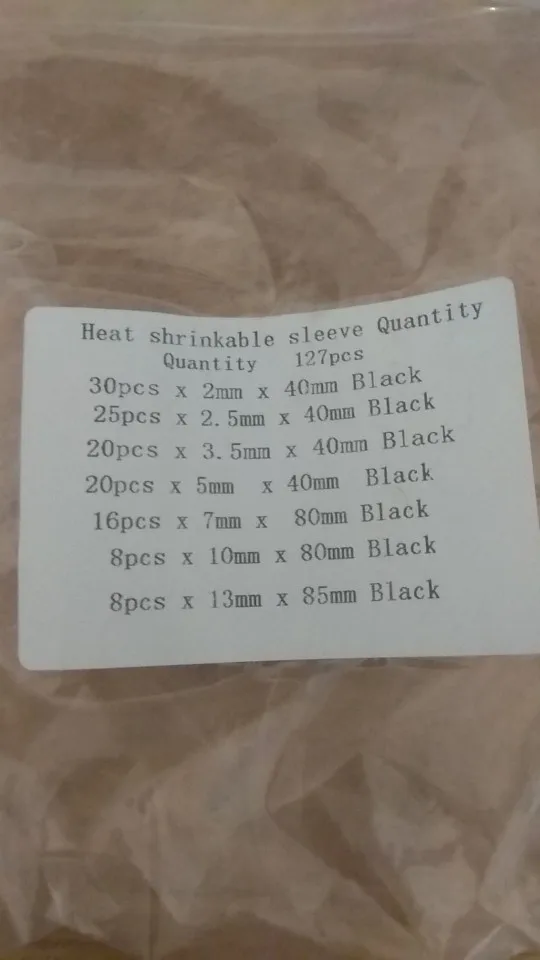 Heat shrinkable sleeve Quantity
Quantity 127pcs
30pcs x 2mm x 40mm Black
25pcs x 2.5mm x 40mm Black
20pcs x 3.5mm x 40mm Black
20pcs x 5mm x 40mm Black
16pcs x 7mm x 80mm Black
8pcs x 10mm x 80mm Black
8pcs x 13mm x 85mm Black